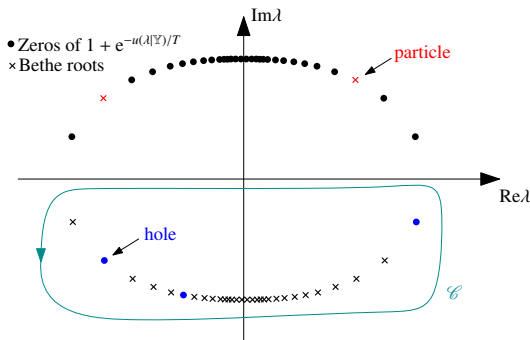 Imλ
● Zeros of 1 + e^{−u(λ|𝕐)/T}
× Bethe roots
particle
Reλ
hole
𝒞